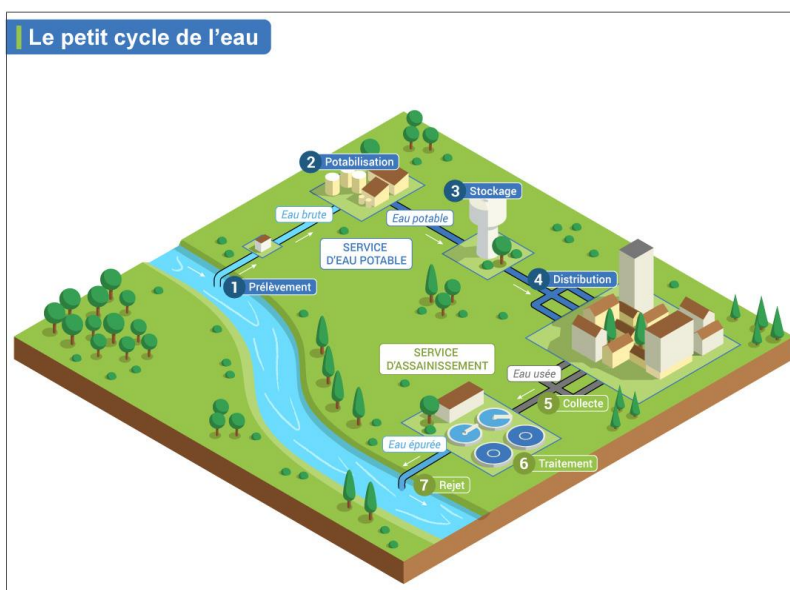 Le petit cycle de l'eau
2 Potabilisation
3 Stockage
Eau brute
Eau potable
SERVICE
D'EAU POTABLE
1 Prélèvement
4 Distribution
SERVICE
D'ASSAINISSEMENT
Eau usée
5 Collecte
Eau épurée
6 Traitement
7 Rejet